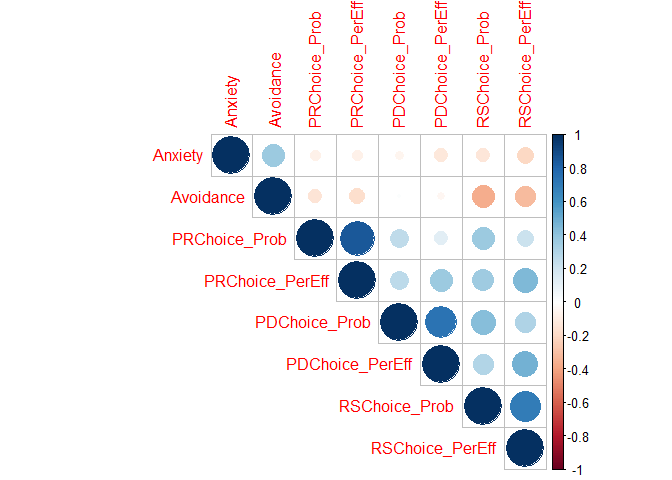 Anxiety
Avoidance
PRChoice_Prob
PRChoice_PerEff
PDChoice_Prob
PDChoice_PerEff
RSChoice_Prob
RSChoice_PerEff
Anxiety
Avoidance
PRChoice_Prob
PRChoice_PerEff
PDChoice_Prob
PDChoice_PerEff
RSChoice_Prob
RSChoice_PerEff
1
0.8
0.6
0.4
0.2
0
-0.2
-0.4
-0.6
-0.8
-1